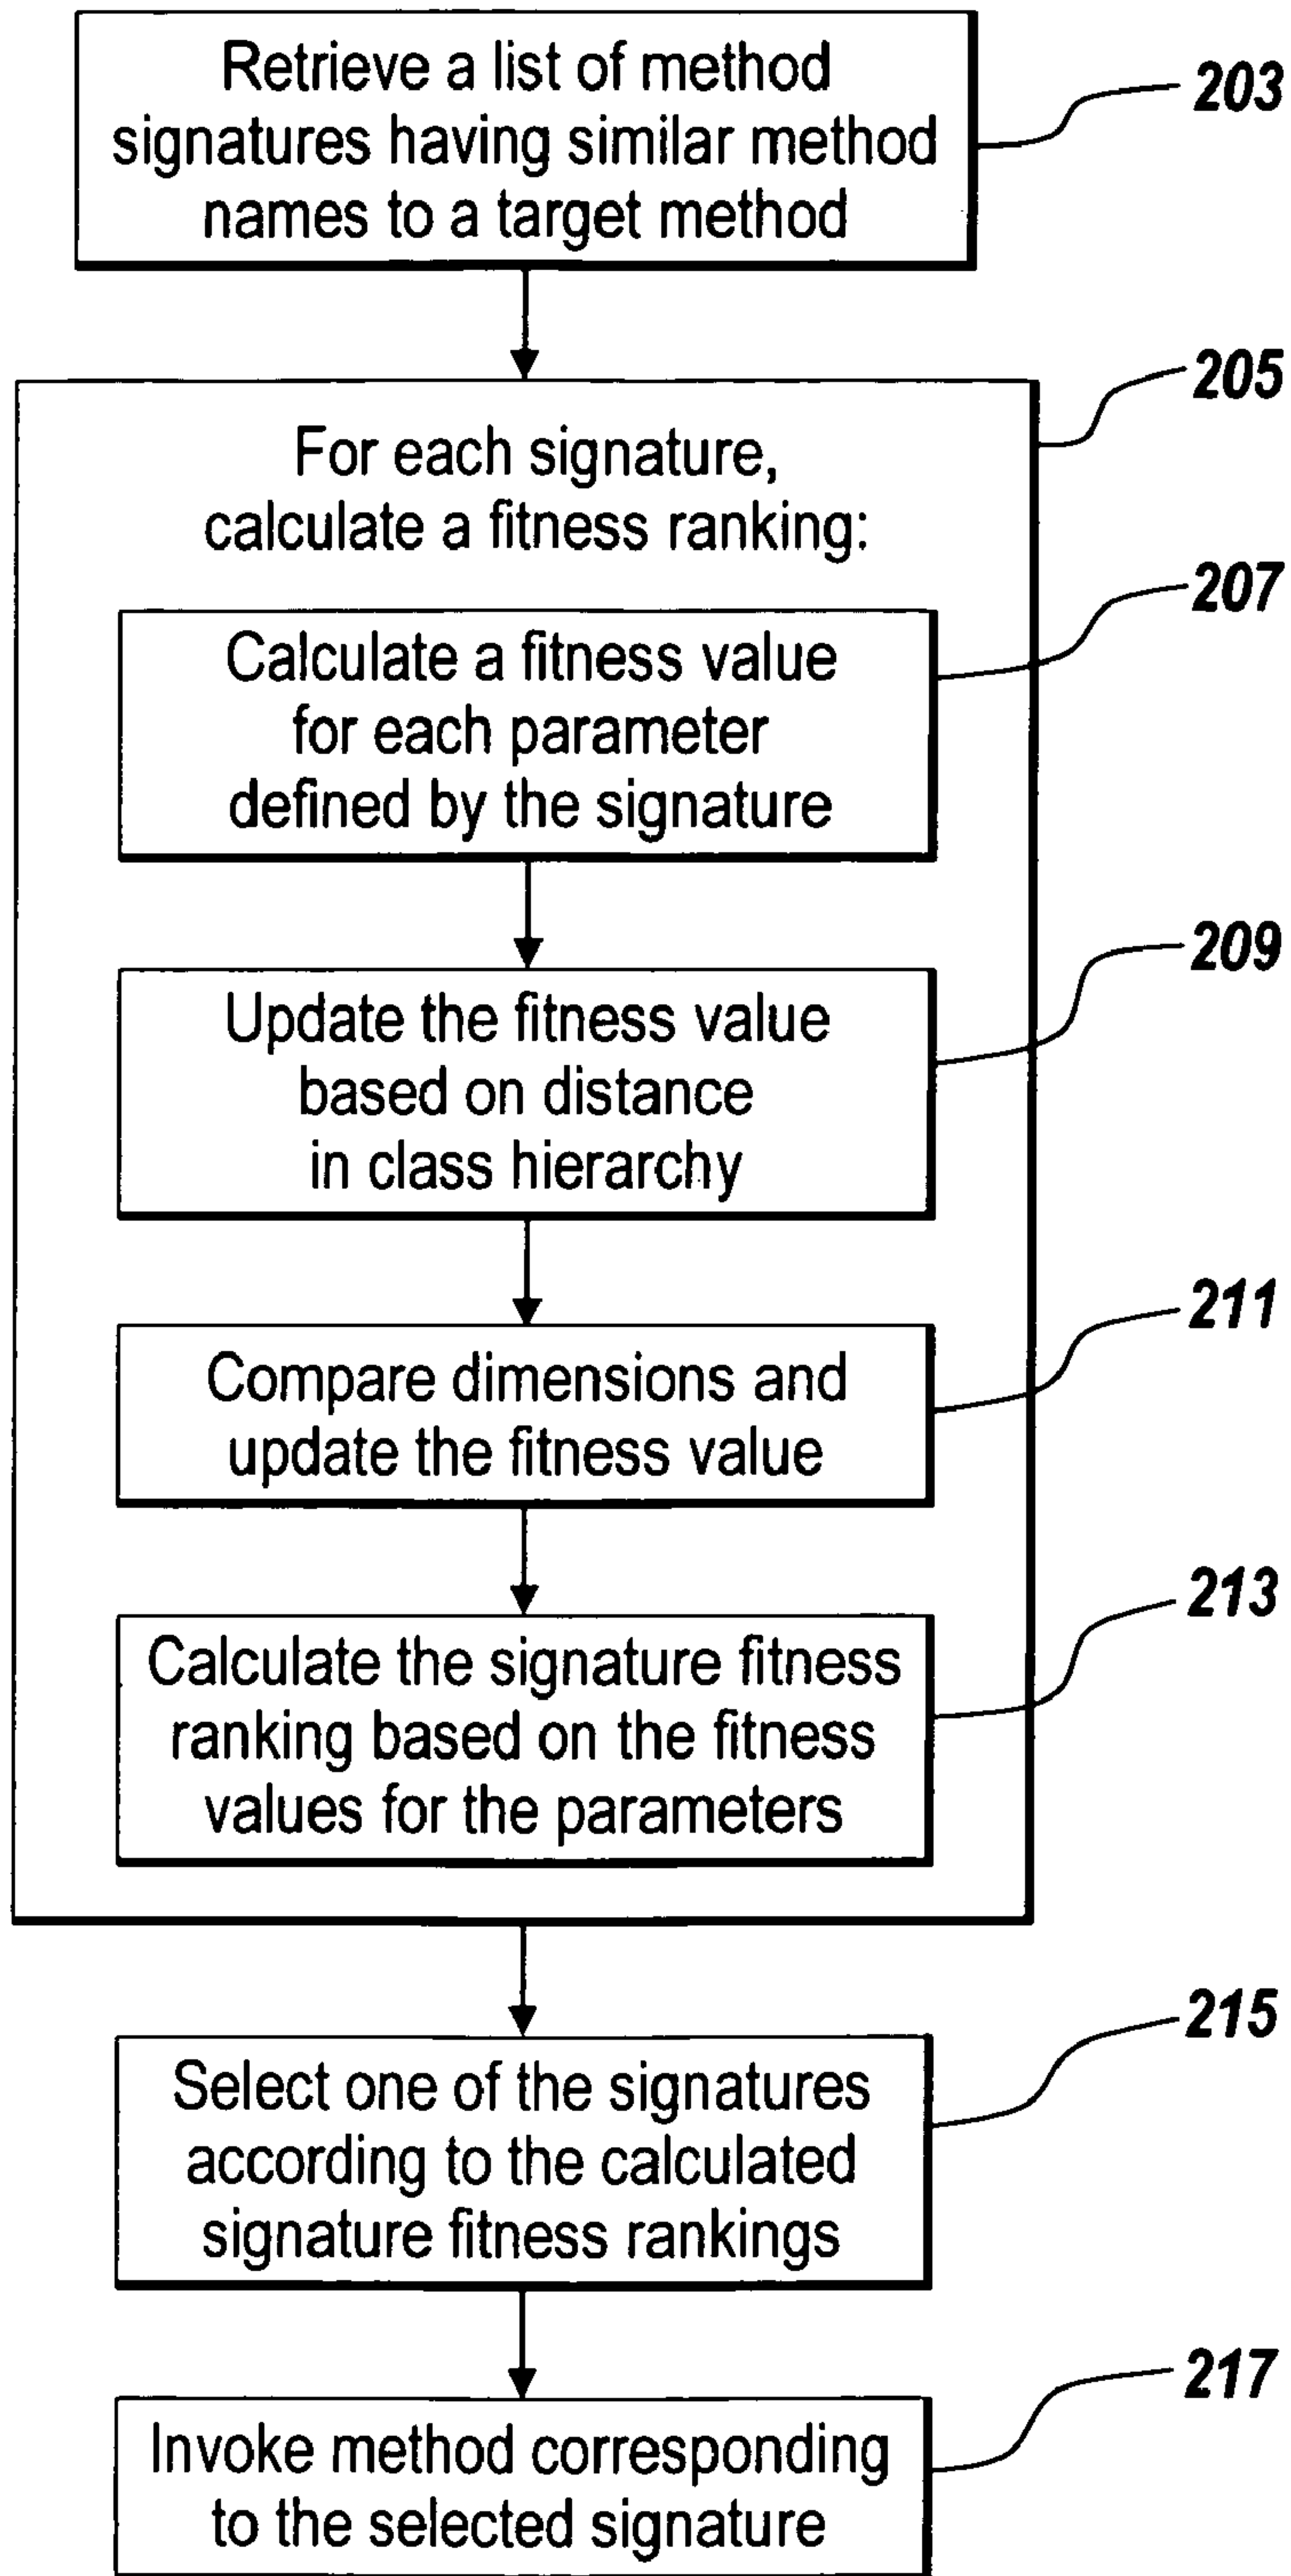 Retrieve a list of method
signatures having similar method
names to a target method
203
205
For each signature,
calculate a fitness ranking:
207
Calculate a fitness value
for each parameter
defined by the signature
209
Update the fitness value
based on distance
in class hierarchy
211
Compare dimensions and
update the fitness value
213
Calculate the signature fitness
ranking based on the fitness
values for the parameters
215
Select one of the signatures
according to the calculated
signature fitness rankings
217
Invoke method corresponding
to the selected signature